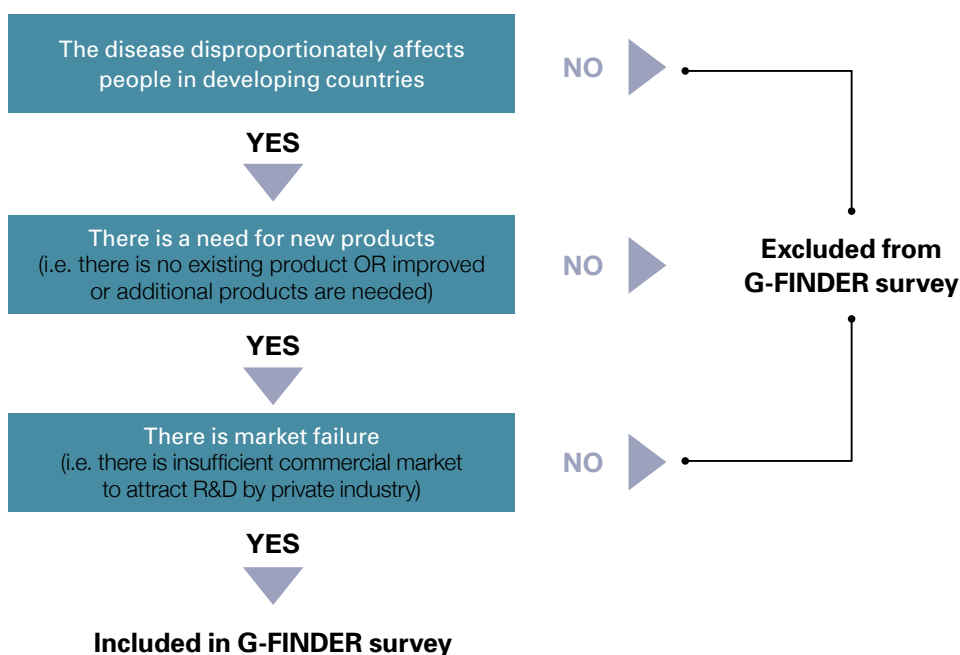 The disease disproportionately affects
people in developing countries
NO
YES
There is a need for new products
(i.e. there is no existing product OR improved
or additional products are needed)
NO
Excluded from
G-FINDER survey
YES
There is market failure
(i.e. there is insufficient commercial market
to attract R&D by private industry)
NO
YES
Included in G-FINDER survey